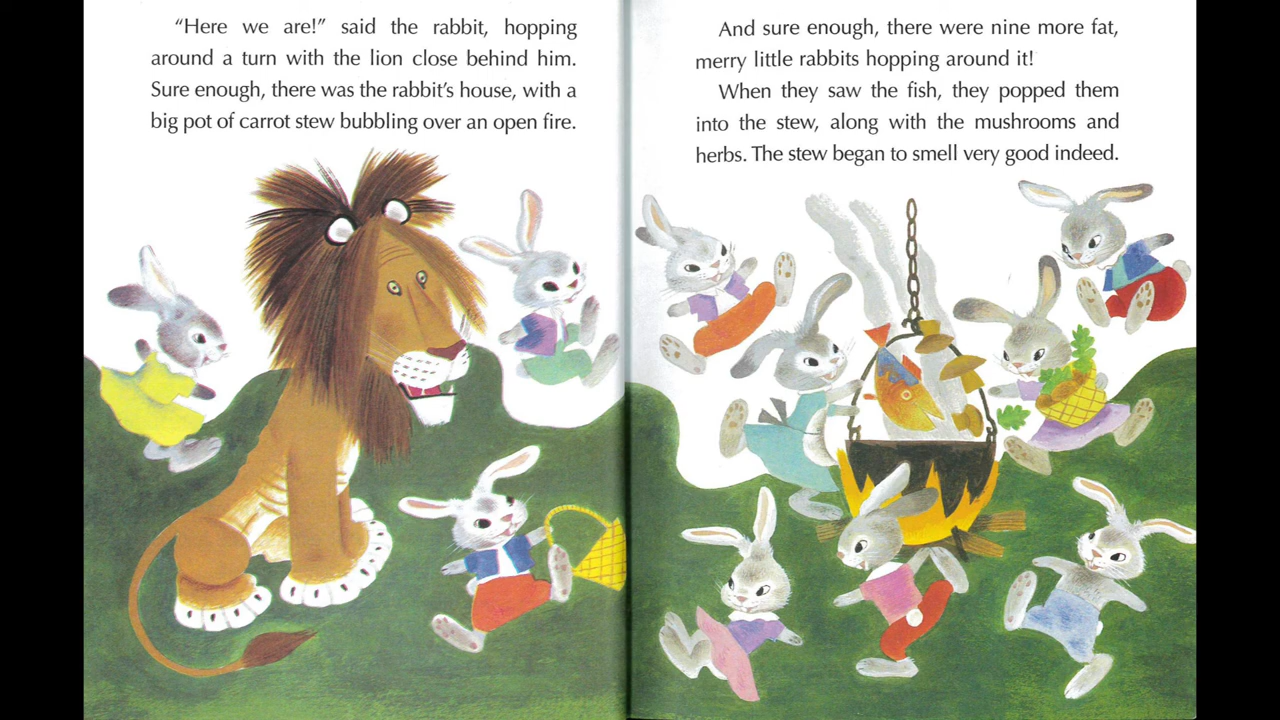 “Here we are!” said the rabbit, hopping
around a turn with the lion close behind him.
Sure enough, there was the rabbit’s house, with a
big pot of carrot stew bubbling over an open fire.
And sure enough, there were nine more fat,
merry little rabbits hopping around it!
When they saw the fish, they popped them
into the stew, along with the mushrooms and
herbs. The stew began to smell very good indeed.